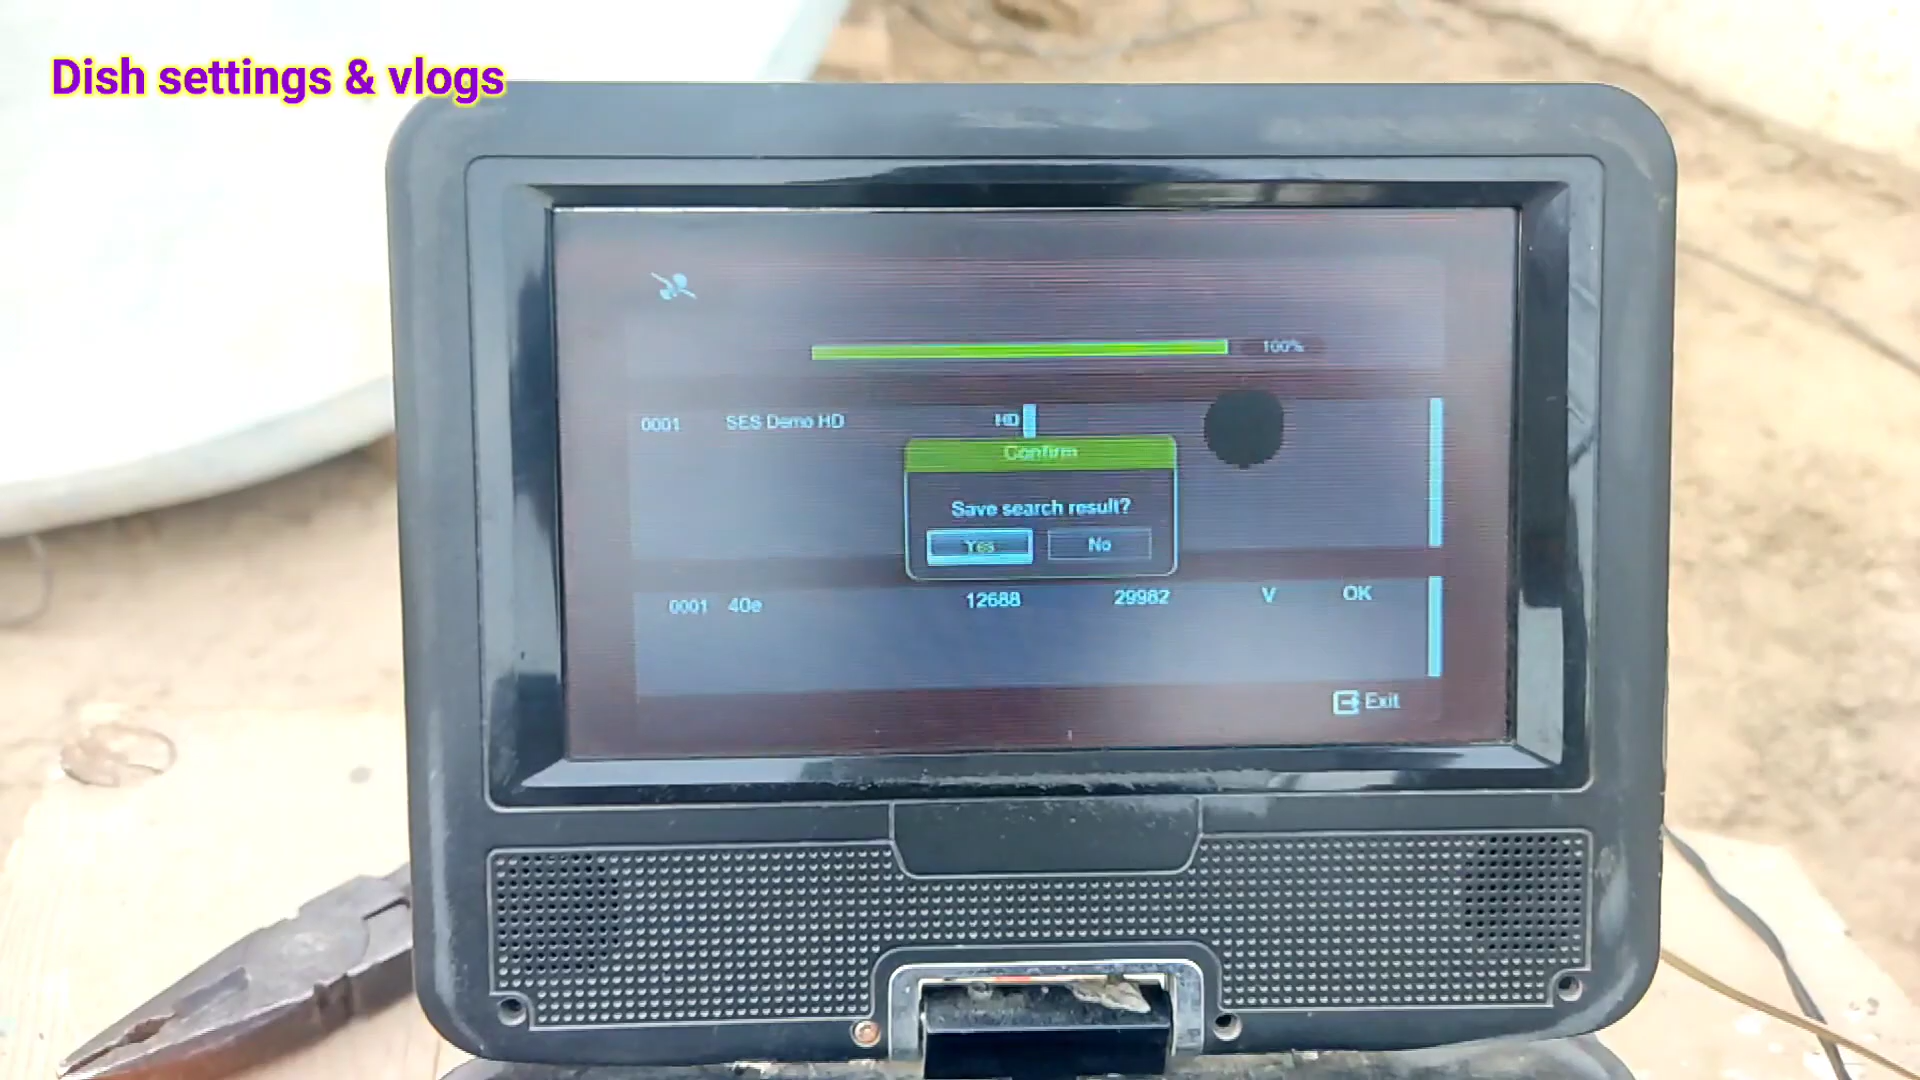 Dish settings & vlogs
100%
0001 SES Demo HD HD
Confirm
Save search result?
Yes No
0001 40e 12688 29982 V OK
Exit